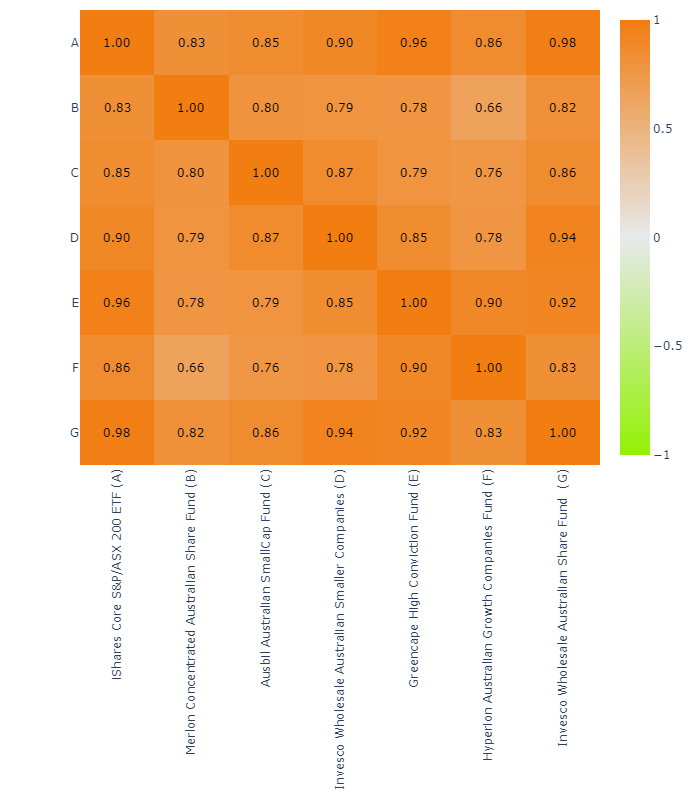 A 1.00 0.83 0.85 0.90 0.96 0.86 0.98
B 0.83 1.00 0.80 0.79 0.78 0.66 0.82
C 0.85 0.80 1.00 0.87 0.79 0.76 0.86
D 0.90 0.79 0.87 1.00 0.85 0.78 0.94
E 0.96 0.78 0.79 0.85 1.00 0.90 0.92
F 0.86 0.66 0.76 0.78 0.90 1.00 0.83
G 0.98 0.82 0.86 0.94 0.92 0.83 1.00
iShares Core S&P/ASX 200 ETF (A)
Merlon Concentrated Australian Share Fund (B)
Ausbil Australian SmallCap Fund (C)
Invesco Wholesale Australian Smaller Companies (D)
Greencape High Conviction Fund (E)
Hyperion Australian Growth Companies Fund (F)
Invesco Wholesale Australian Share Fund (G)
1
0.5
0
−0.5
−1